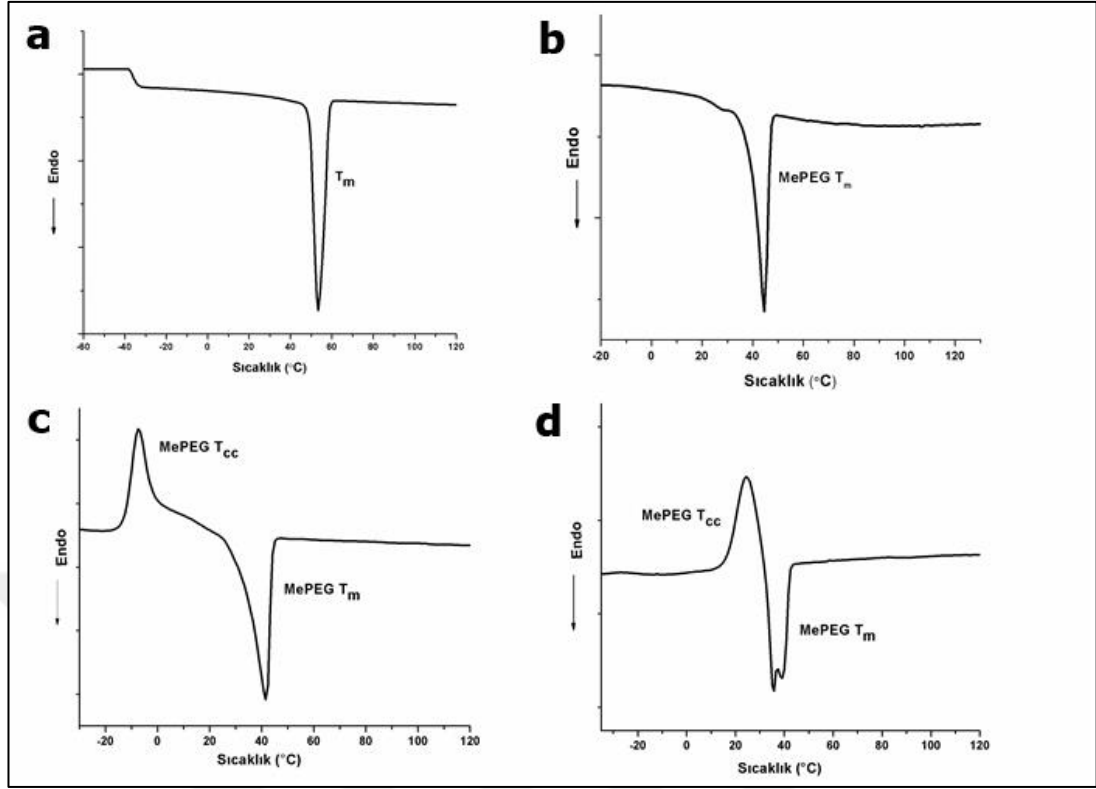 a
Endo
Tm
-60 -40 -20 0 20 40 60 80 100 120
Sıcaklık (°C)
b
Endo
MePEG Tm
-20 0 20 40 60 80 100 120
Sıcaklık (°C)
c
MePEG Tcc
Endo
MePEG Tm
-20 0 20 40 60 80 100 120
Sıcaklık (°C)
d
MePEG Tcc
Endo
MePEG Tm
-20 0 20 40 60 80 100 120
Sıcaklık (°C)